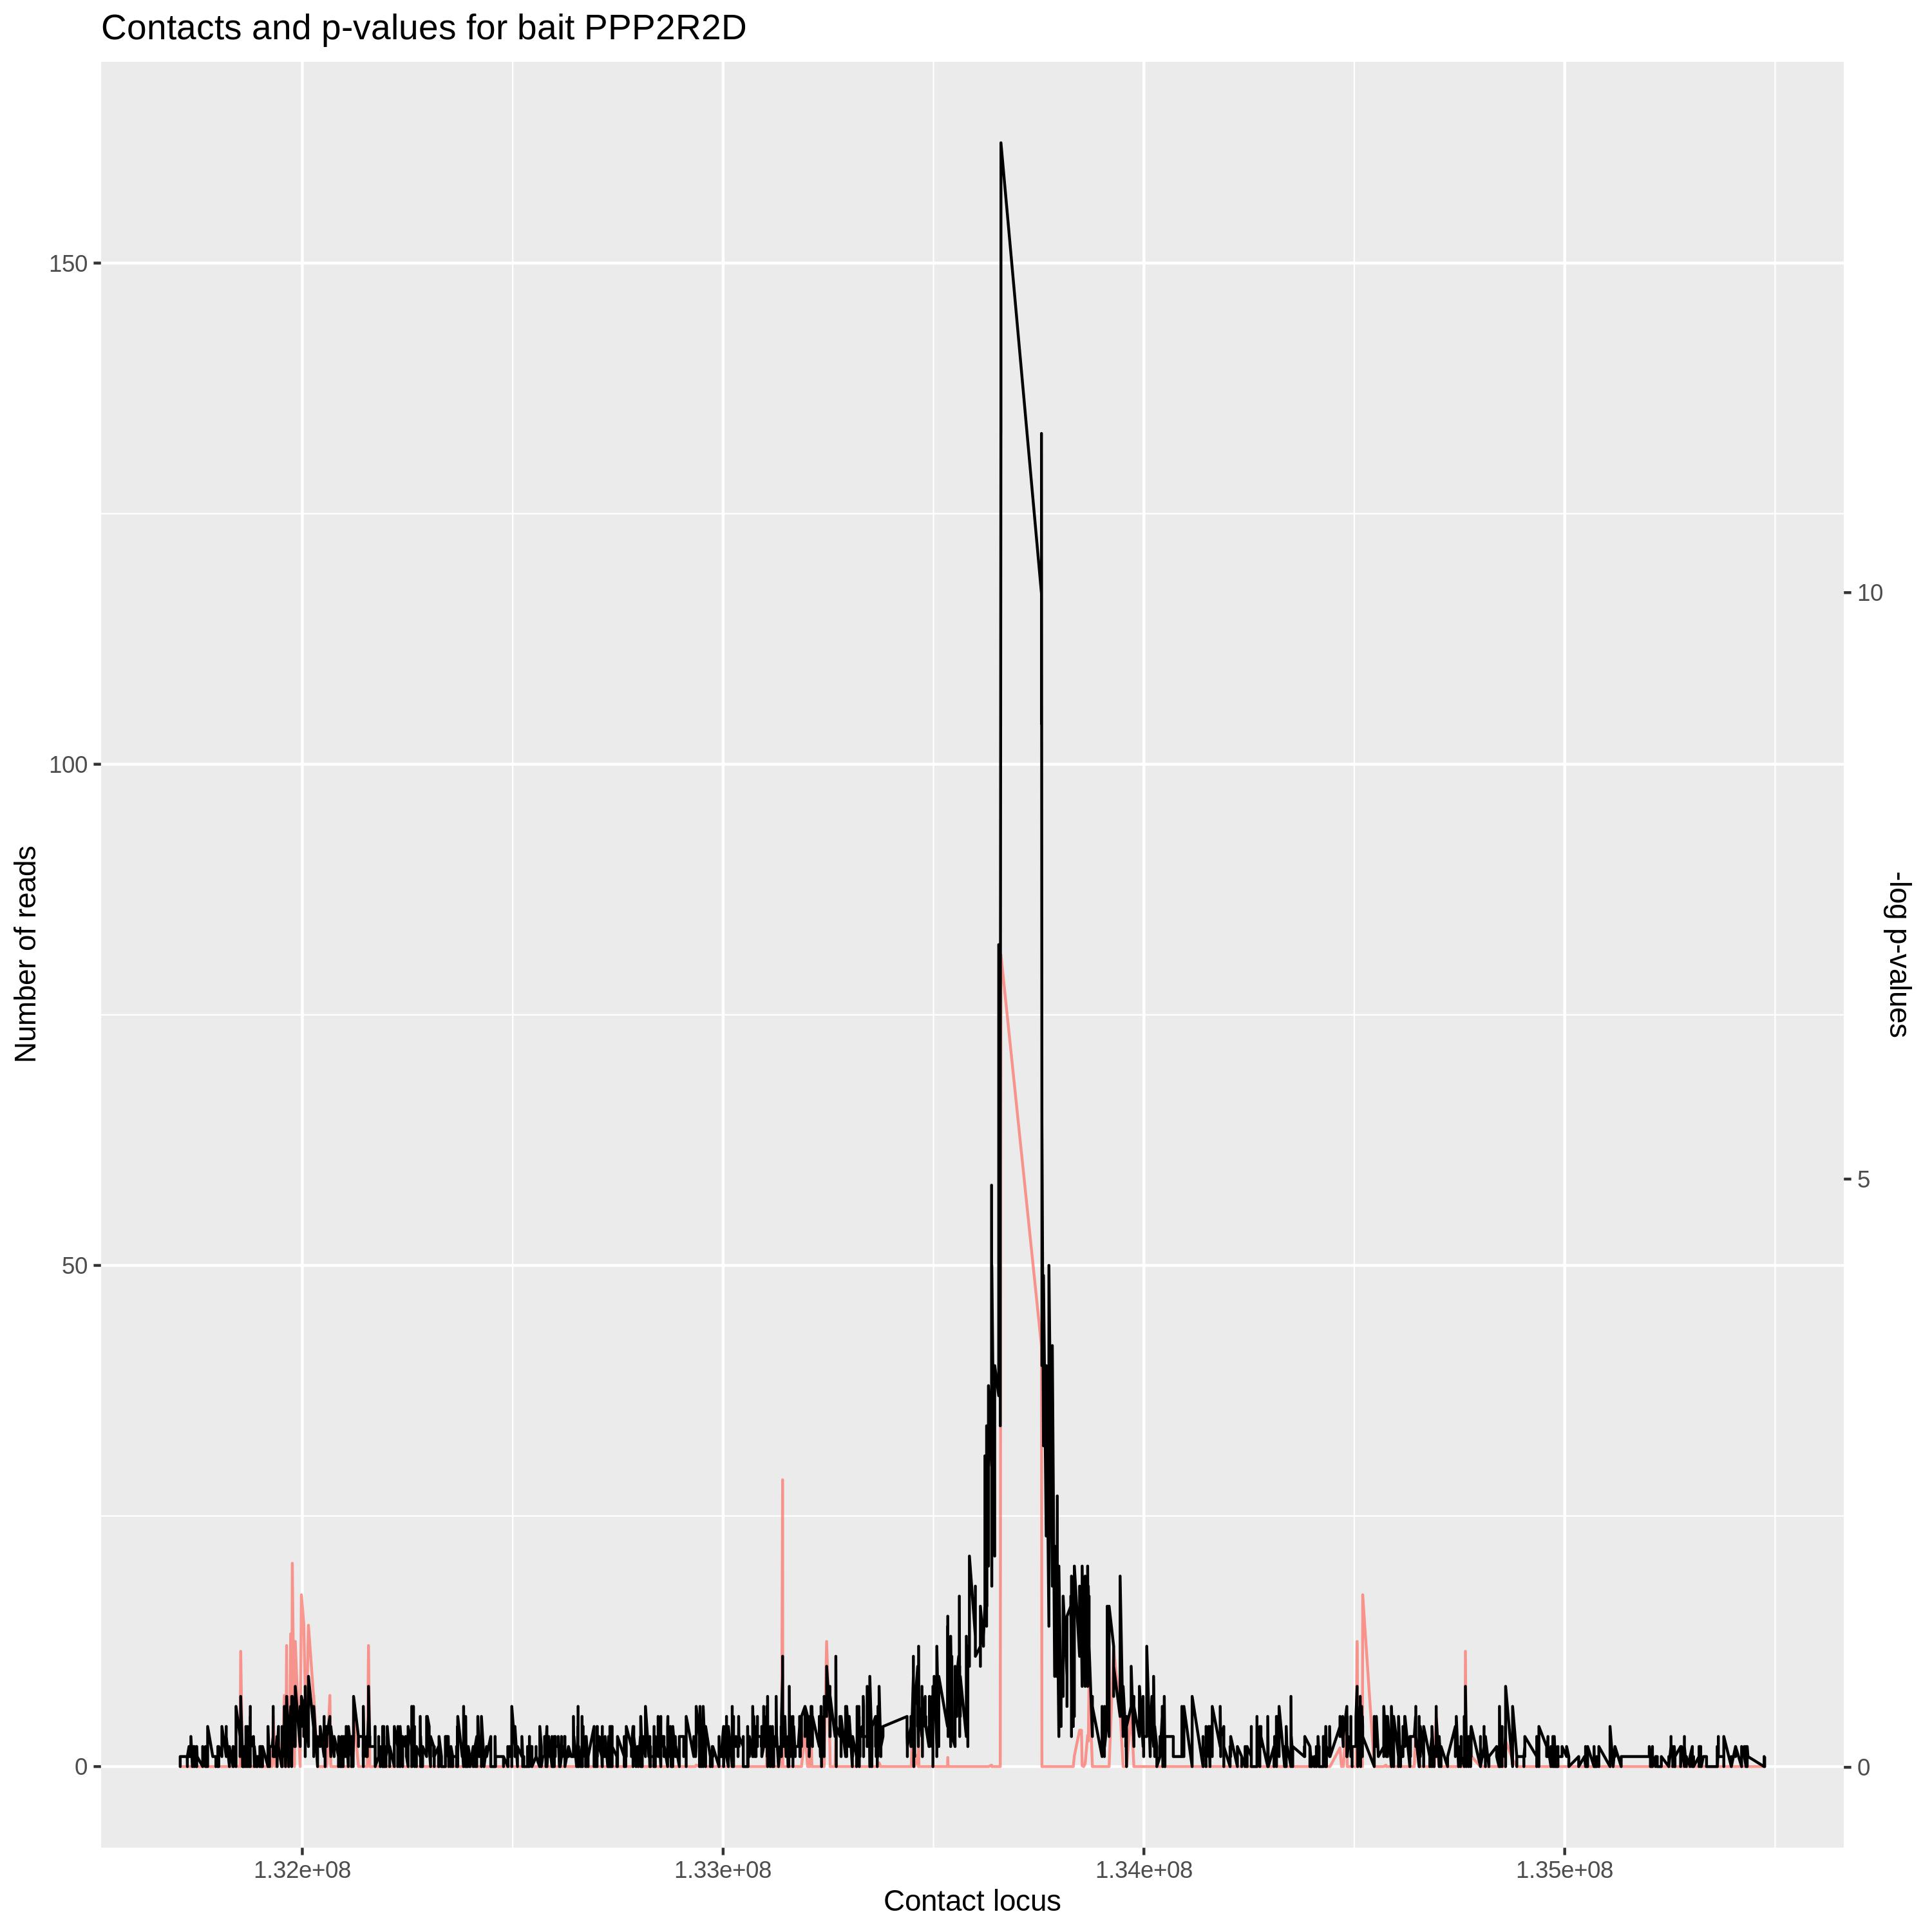 Contacts and p-values for bait PPP2R2D
150
100
50
0
Number of reads
10
5
0
-log p-values
1.32e+08
1.33e+08
1.34e+08
1.35e+08
Contact locus